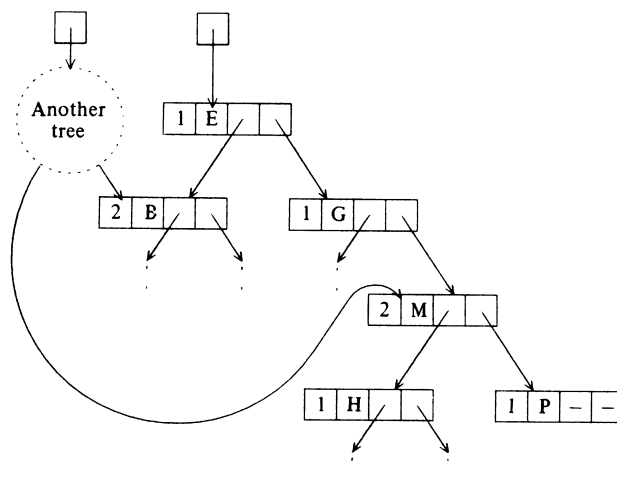 Another
tree
1 E
2 B
1 G
2 M
1 H
1 P – –